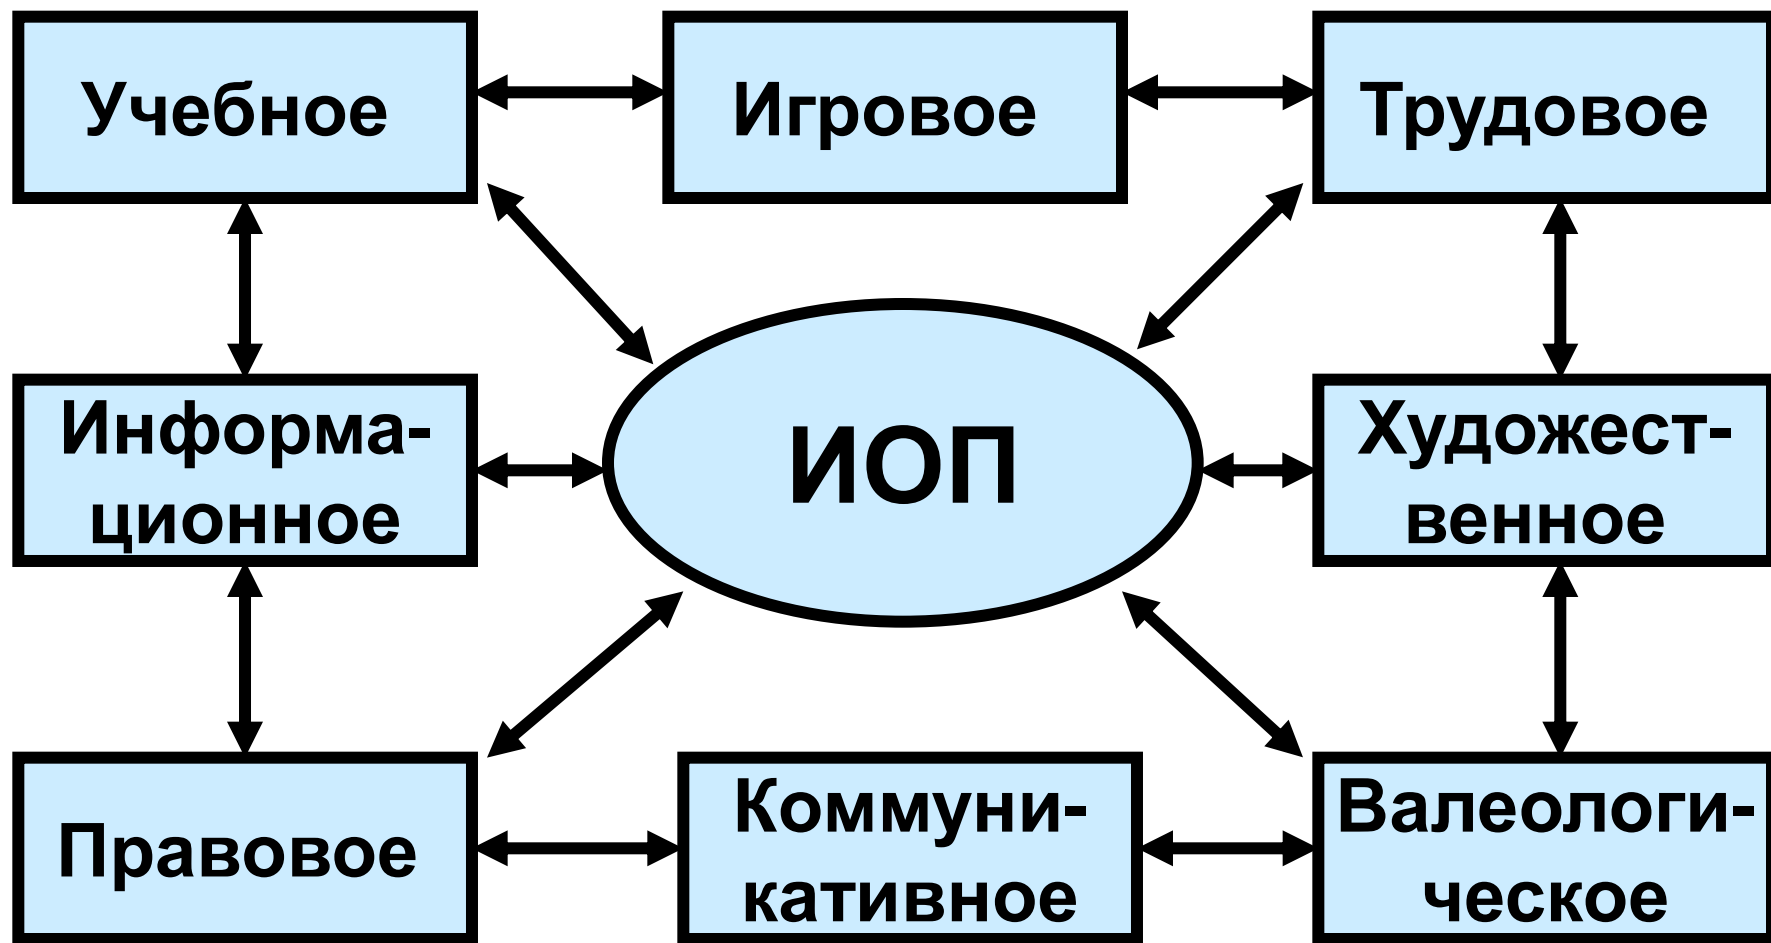 Учебное
Игровое
Трудовое
Информа-
ционное
ИОП
Художест-
венное
Правовое
Коммуни-
кативное
Валеологи-
ческое